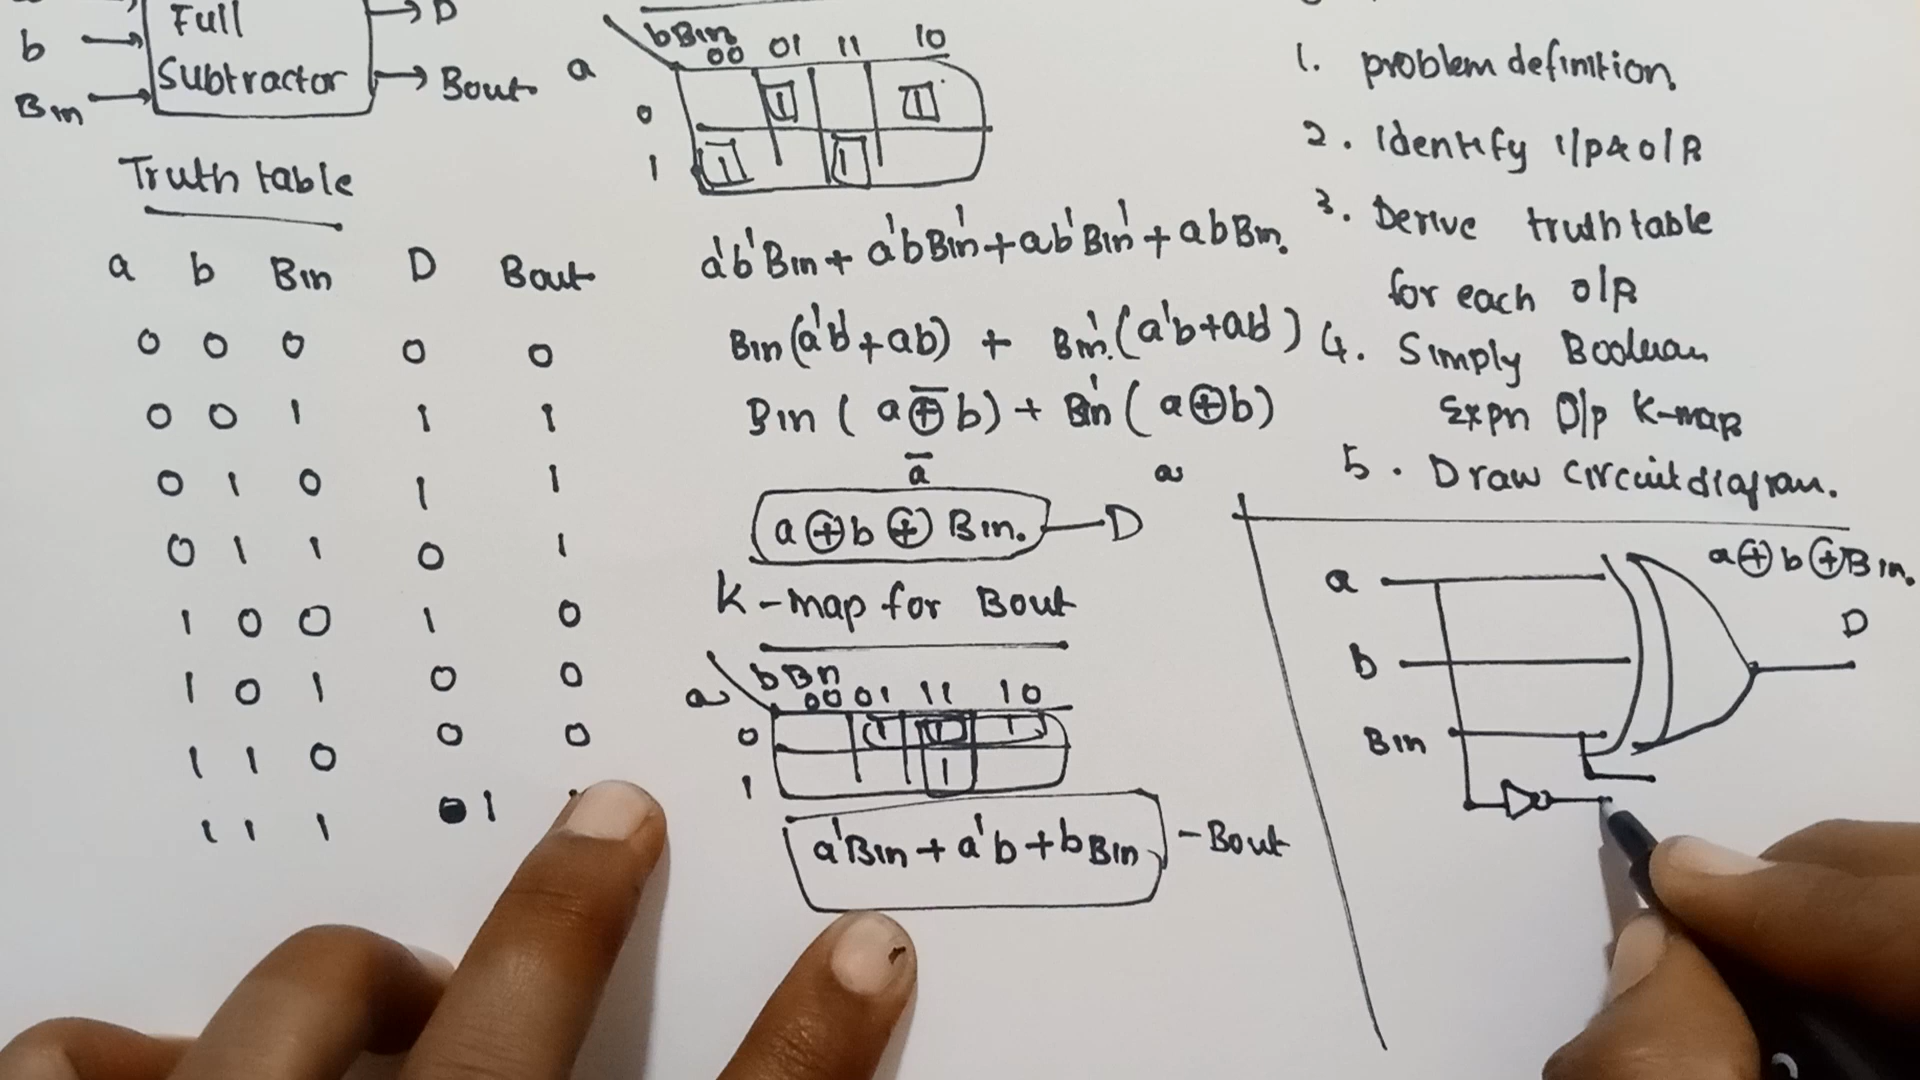 b
Bin
Full
Subtractor
D
Bout
Truth table
a b Bin D Bout
0 0 0 0 0
0 0 1 1 1
0 1 0 1 1
0 1 1 0 1
1 0 0 1 0
1 0 1 0 0
1 1 0 0 0
1 1 1 1
bBin
a
00 01 11 10
0 1 1
1 1 1
a'b'Bin + a'bBin' + ab'Bin' + abBin.
Bin(a'b'+ab) + Bin'(a'b+ab')
Bin ( a⊕̅b) + Bin' ( a⊕b)
a̅ a
a⊕b⊕Bin. — D
K-map for Bout
bBin
a
00 01 11 10
0 1 1 1
1 1
a'Bin + a'b + bBin - Bout
1. problem definition
2. Identify i/p & o/p
3. Derive truth table
for each o/p
4. Simply Boolean
Expn O/p K-map
5. Draw circuit diagram.
a⊕b⊕Bin.
a
D
b
Bin